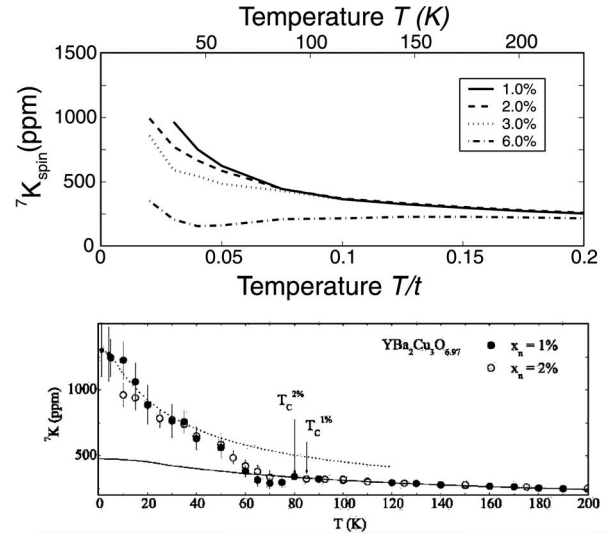 Temperature T (K)
50 100 150 200
1500
1000
500
0
⁷K_spin(ppm)
1.0%
2.0%
3.0%
6.0%
0 0.05 0.1 0.15 0.2
Temperature T/t
YBa₂Cu₃O₆.₉₇
xₙ = 1%
xₙ = 2%
T_C^2%
T_C^1%
1000
500
⁷K (ppm)
0 20 40 60 80 100 120 140 160 180 200
T (K)